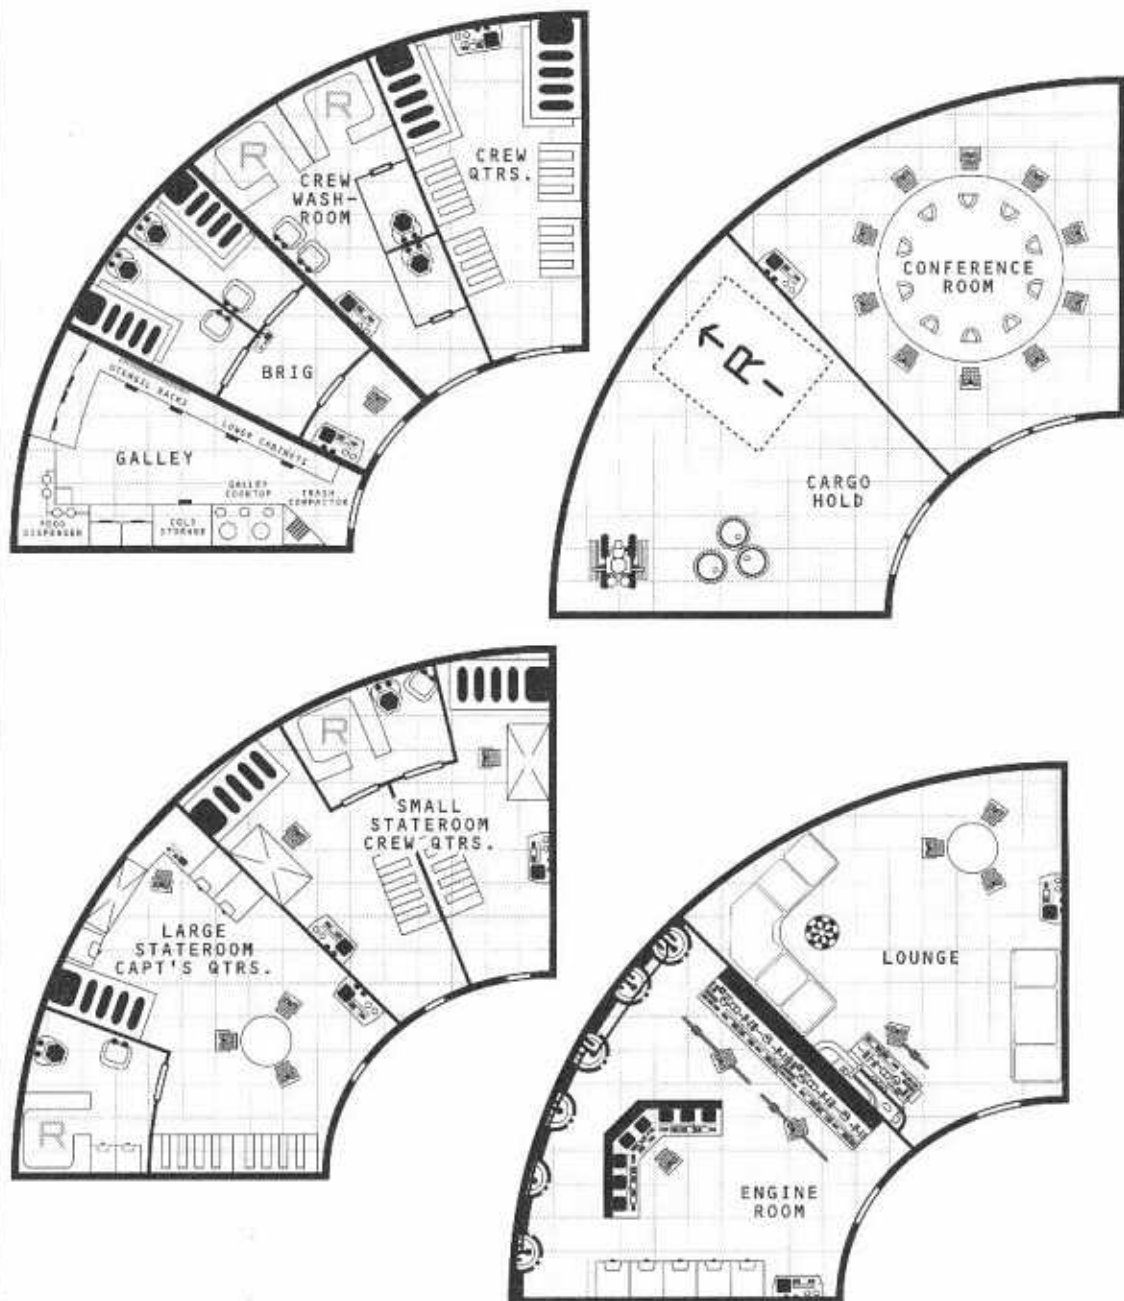 R
R
CREW
WASH-
ROOM
CREW
QTRS.
BRIG
UTENSIL RACKS
LOWER CABINETS
GALLEY
GALLEY
COOKTOP
TRASH
COMPACTOR
FOOD
DISPENSER
COLD
STORAGE
CONFERENCE
ROOM
R
CARGO
HOLD
R
SMALL
STATEROOM
CREW QTRS.
LARGE
STATEROOM
CAPT'S QTRS.
R
LOUNGE
ENGINE
ROOM